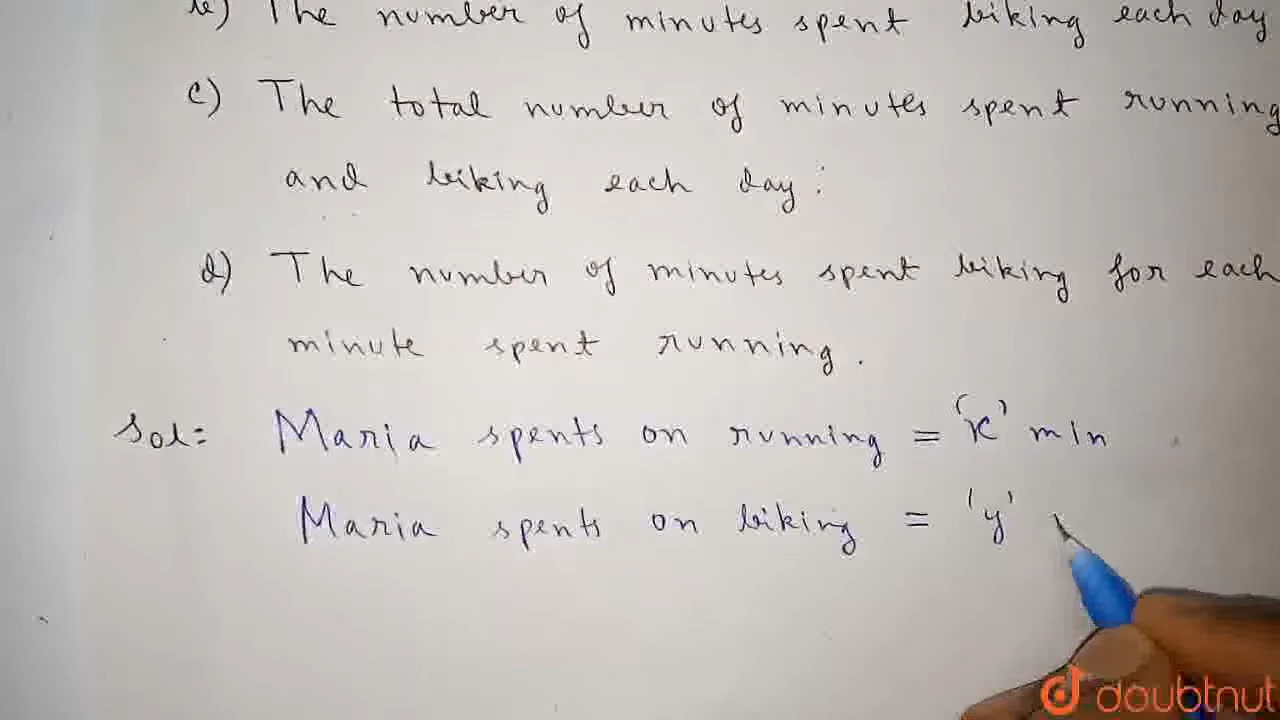 b) The number of minutes spent biking each day
c) The total number of minutes spent running
and biking each day:
d) The number of minutes spent biking for each
minute spent running.
Sol= Maria spents on running = 'x' min
Maria spents on biking = 'y'
doubtnut